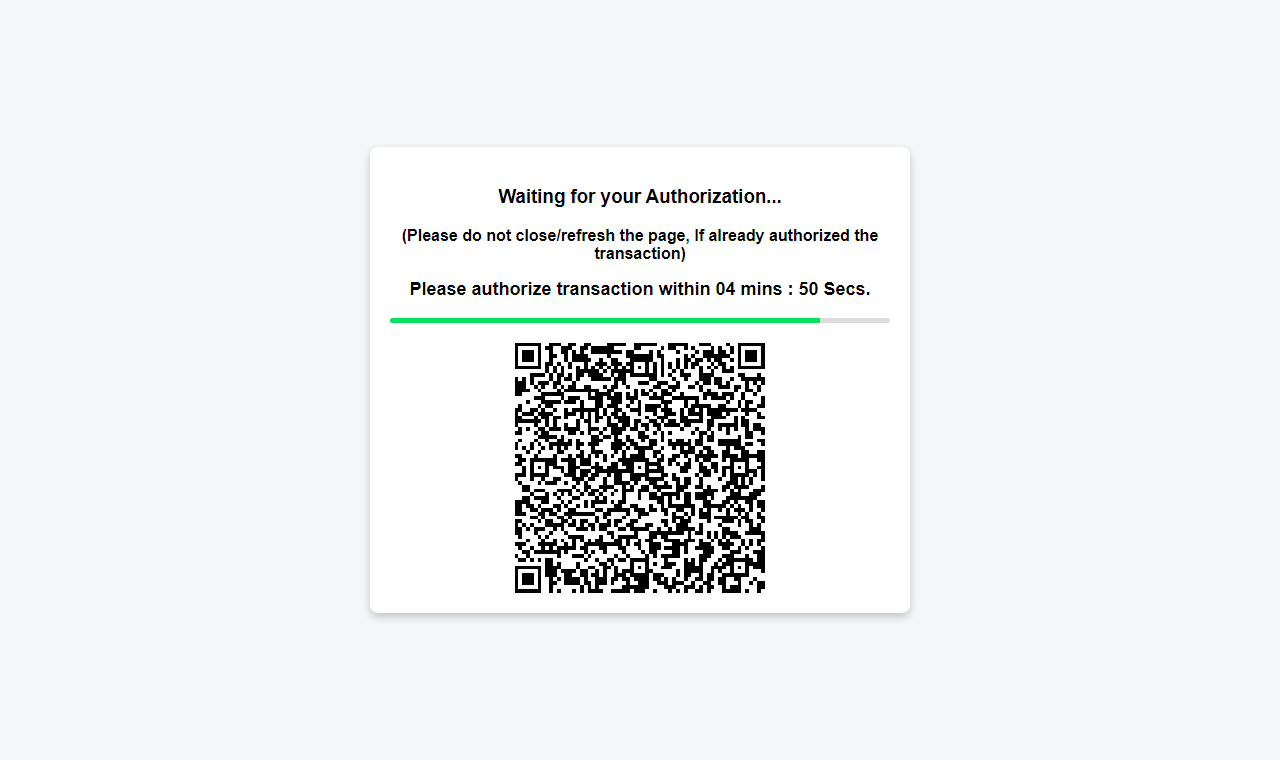 Waiting for your Authorization...
(Please do not close/refresh the page, If already authorized the
transaction)
Please authorize transaction within 04 mins : 50 Secs.